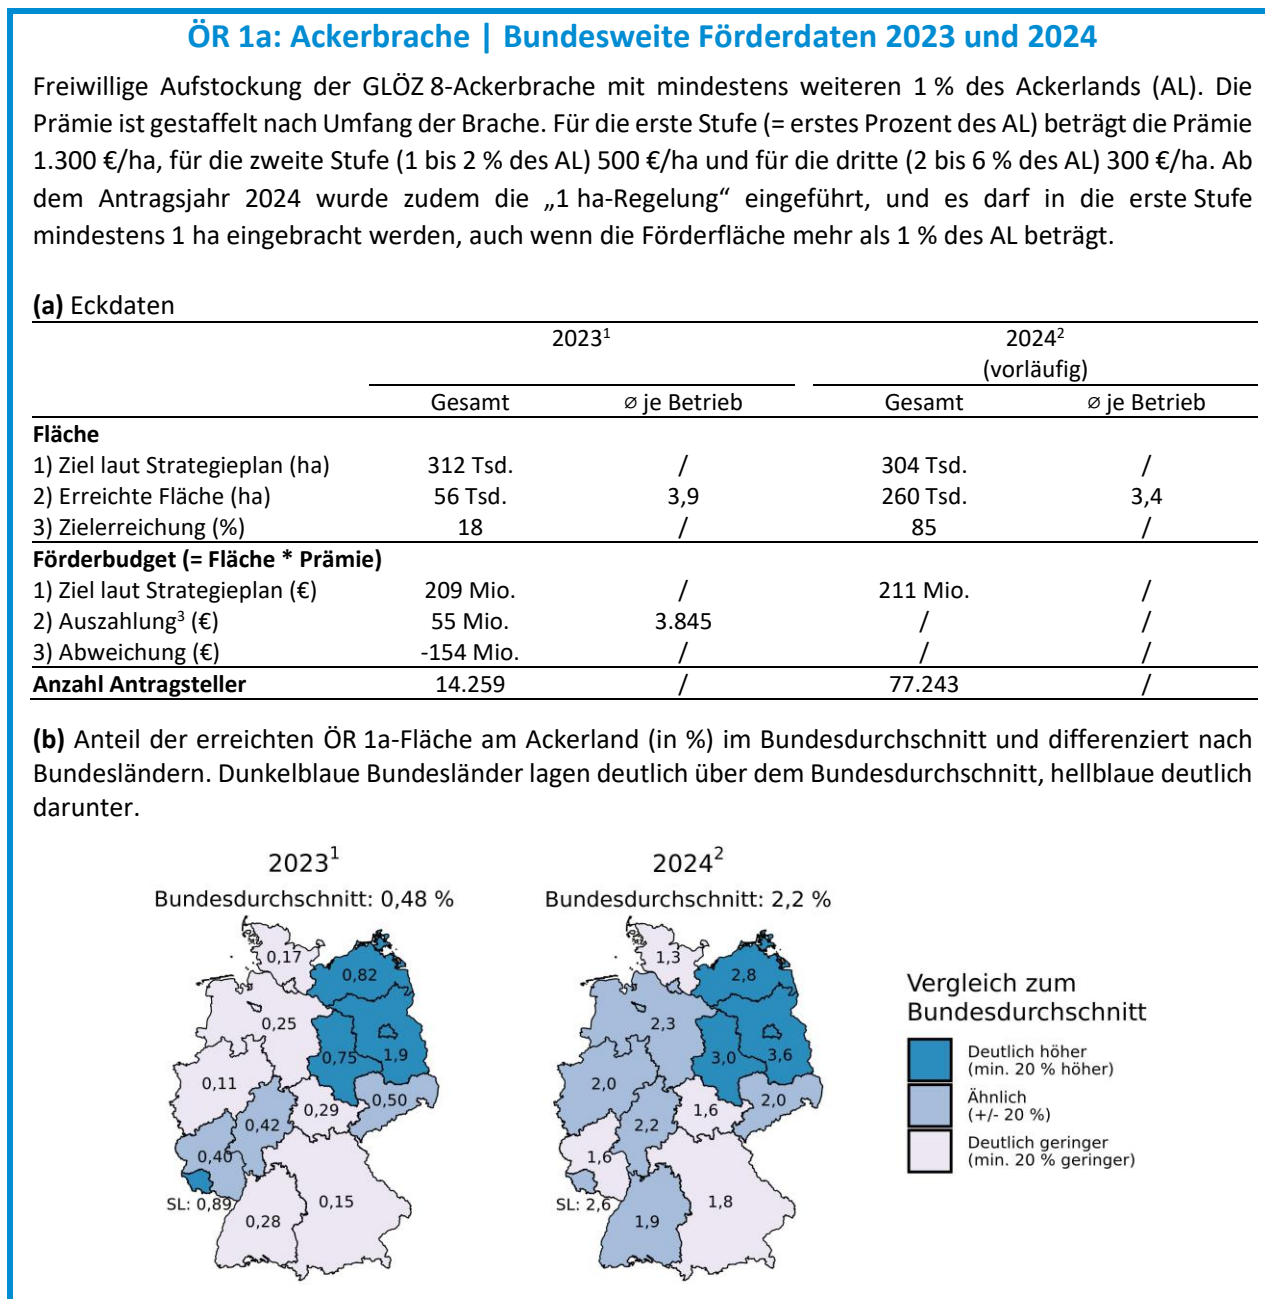 ÖR 1a: Ackerbrache | Bundesweite Förderdaten 2023 und 2024
Freiwillige Aufstockung der GLÖZ 8-Ackerbrache mit mindestens weiteren 1 % des Ackerlands (AL). Die
Prämie ist gestaffelt nach Umfang der Brache. Für die erste Stufe (= erstes Prozent des AL) beträgt die Prämie
1.300 €/ha, für die zweite Stufe (1 bis 2 % des AL) 500 €/ha und für die dritte (2 bis 6 % des AL) 300 €/ha. Ab
dem Antragsjahr 2024 wurde zudem die „1 ha-Regelung“ eingeführt, und es darf in die erste Stufe
mindestens 1 ha eingebracht werden, auch wenn die Förderfläche mehr als 1 % des AL beträgt.
(a) Eckdaten
2023¹ 2024²
(vorläufig)
Gesamt ⌀ je Betrieb Gesamt ⌀ je Betrieb
Fläche
1) Ziel laut Strategieplan (ha) 312 Tsd. / 304 Tsd. /
2) Erreichte Fläche (ha) 56 Tsd. 3,9 260 Tsd. 3,4
3) Zielerreichung (%) 18 / 85 /
Förderbudget (= Fläche * Prämie)
1) Ziel laut Strategieplan (€) 209 Mio. / 211 Mio. /
2) Auszahlung³ (€) 55 Mio. 3.845 / /
3) Abweichung (€) -154 Mio. / / /
Anzahl Antragsteller 14.259 / 77.243 /
(b) Anteil der erreichten ÖR 1a-Fläche am Ackerland (in %) im Bundesdurchschnitt und differenziert nach
Bundesländern. Dunkelblaue Bundesländer lagen deutlich über dem Bundesdurchschnitt, hellblaue deutlich
darunter.
2023¹
Bundesdurchschnitt: 0,48 %
0,17
0,82
0,25
0,75
1,9
0,11
0,29
0,50
0,42
0,40
SL: 0,89
0,15
0,28
2024²
Bundesdurchschnitt: 2,2 %
1,3
2,8
2,3
3,0
3,6
2,0
1,6
2,0
2,2
1,6
SL: 2,6
1,8
1,9
Vergleich zum
Bundesdurchschnitt
Deutlich höher
(min. 20 % höher)
Ähnlich
(+/- 20 %)
Deutlich geringer
(min. 20 % geringer)